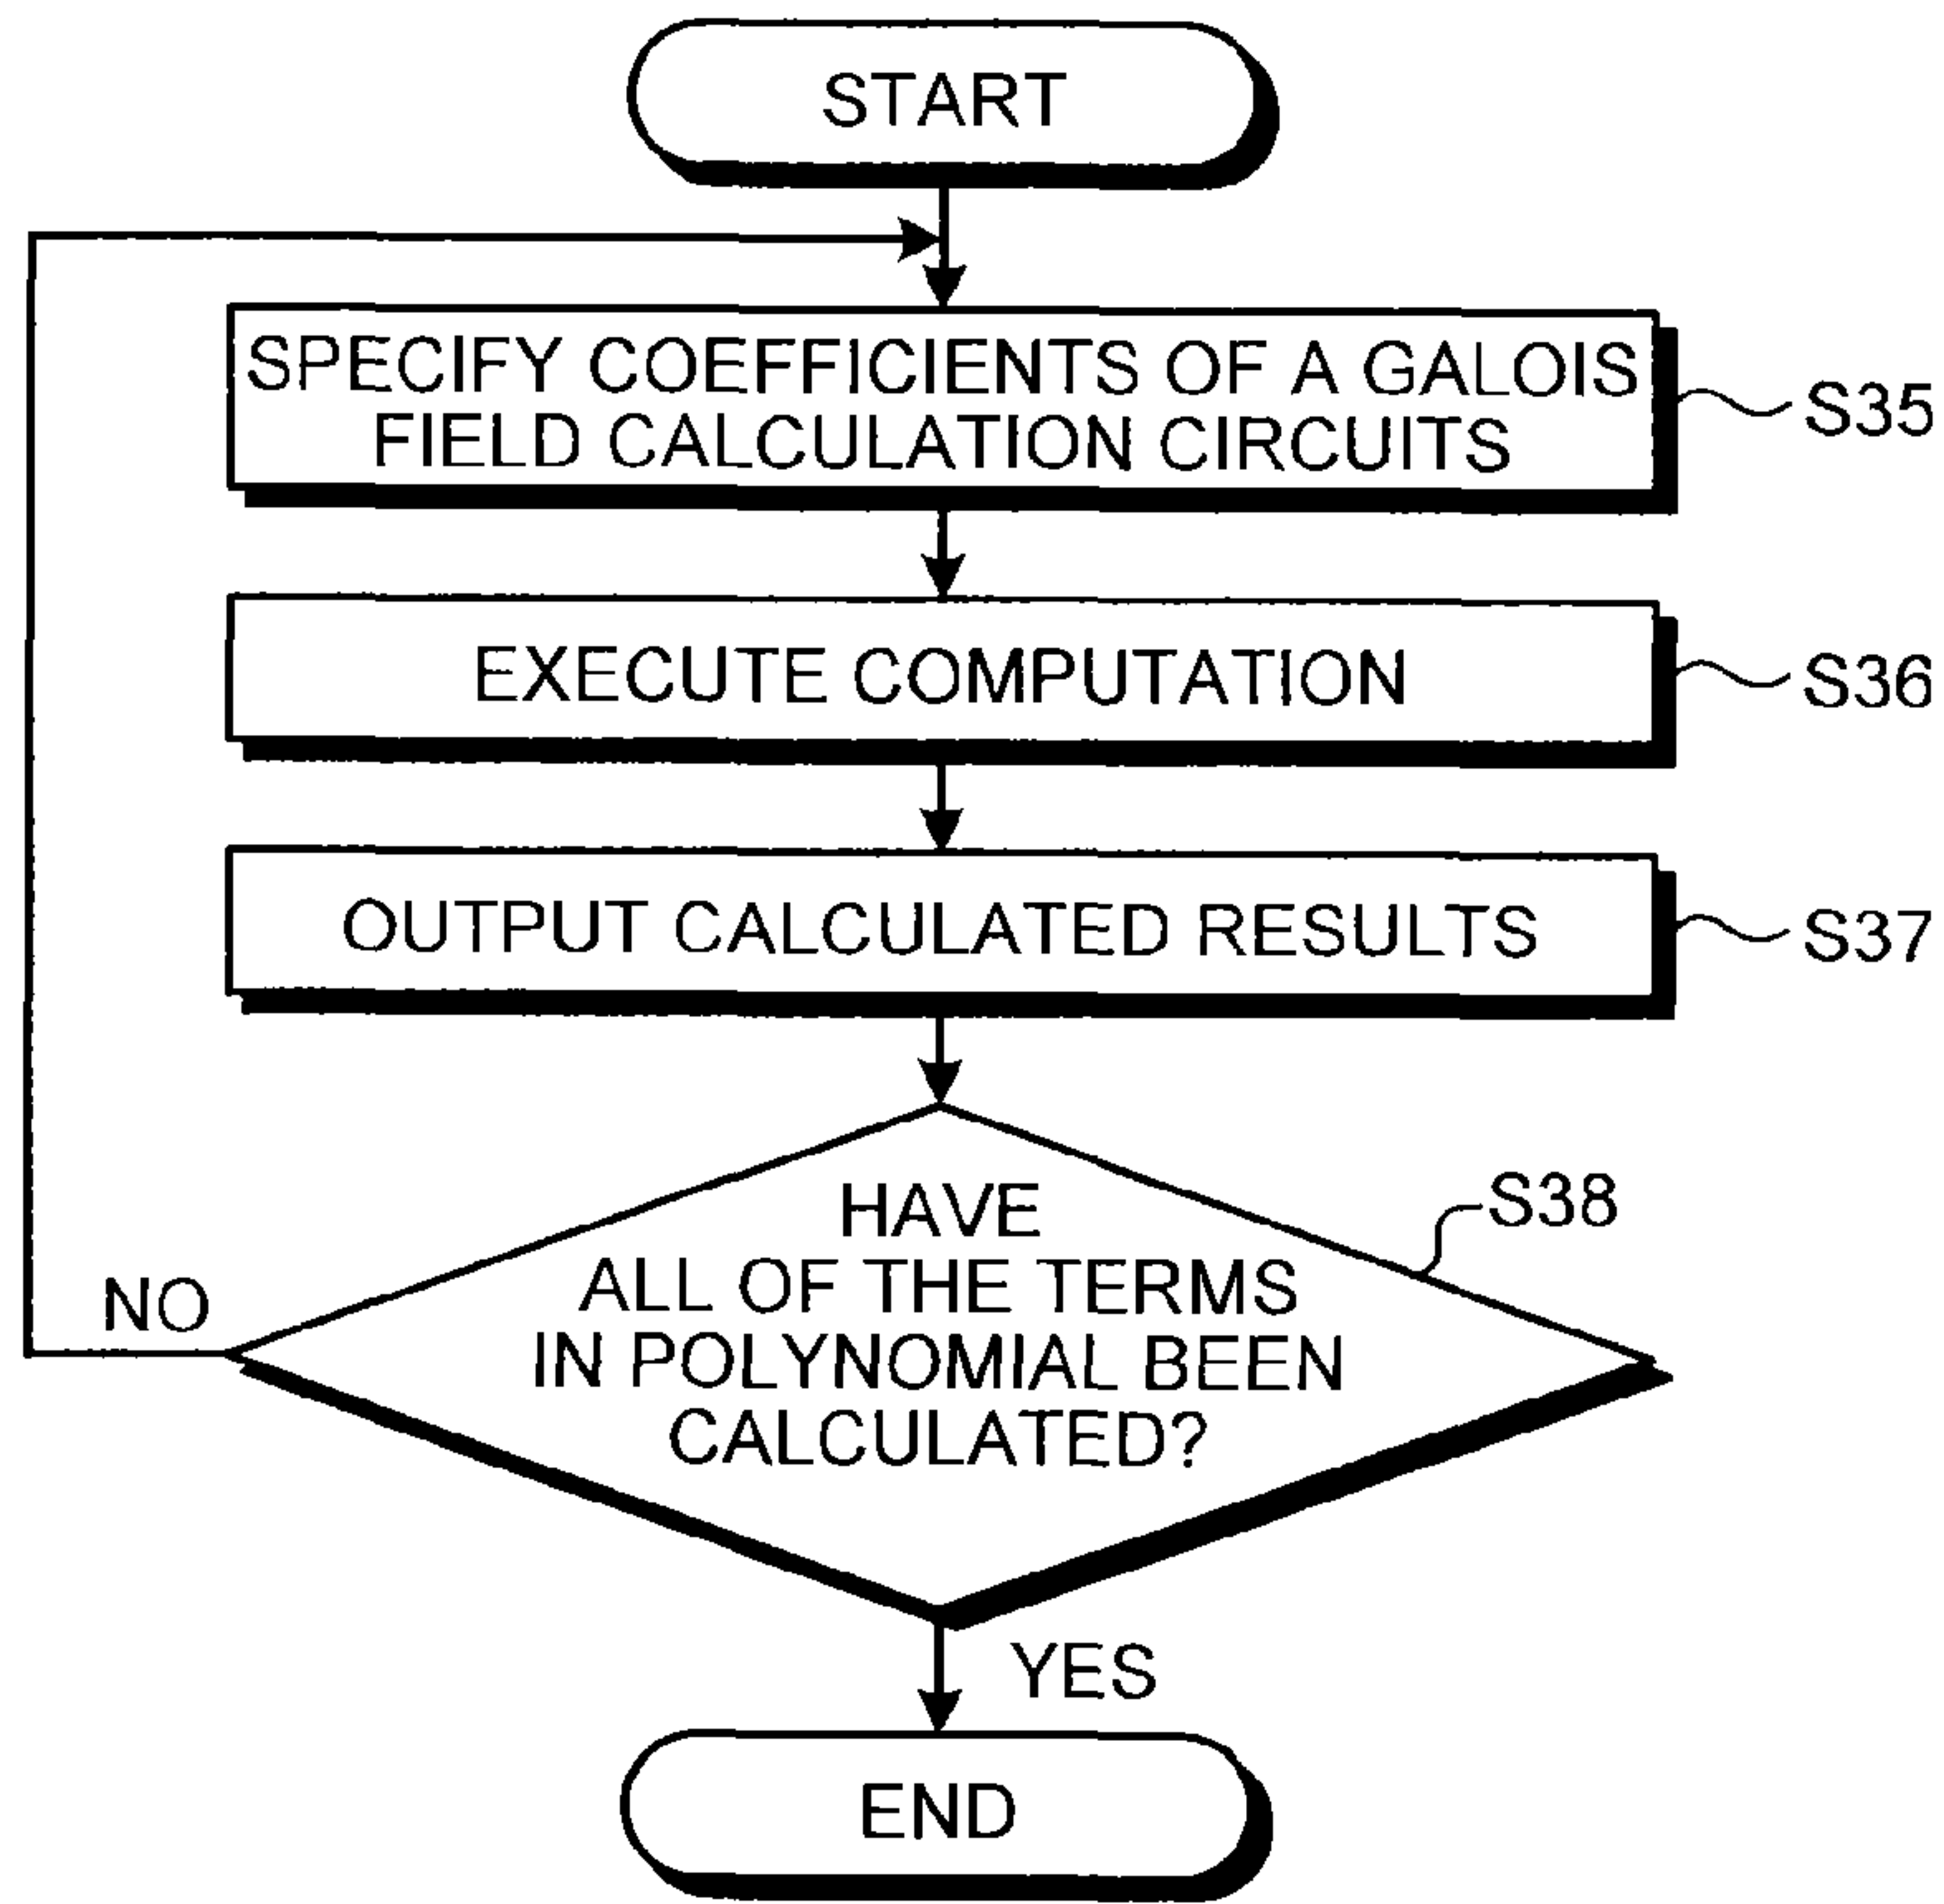 START
SPECIFY COEFFICIENTS OF A GALOIS
FIELD CALCULATION CIRCUITS
S35
EXECUTE COMPUTATION
S36
OUTPUT CALCULATED RESULTS
S37
HAVE
ALL OF THE TERMS
IN POLYNOMIAL BEEN
CALCULATED?
S38
NO
YES
END